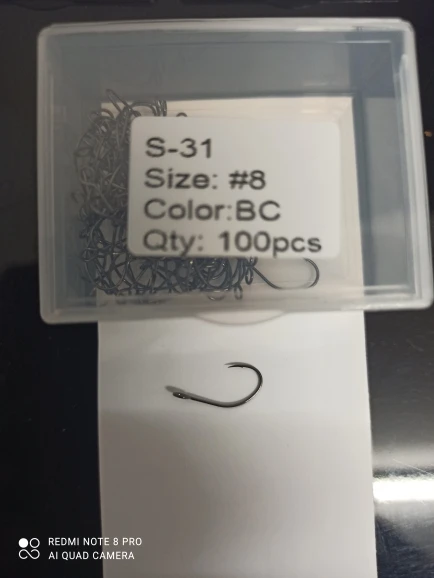 S-31
Size: #8
Color:BC
Qty: 100pcs
REDMI NOTE 8 PRO
AI QUAD CAMERA